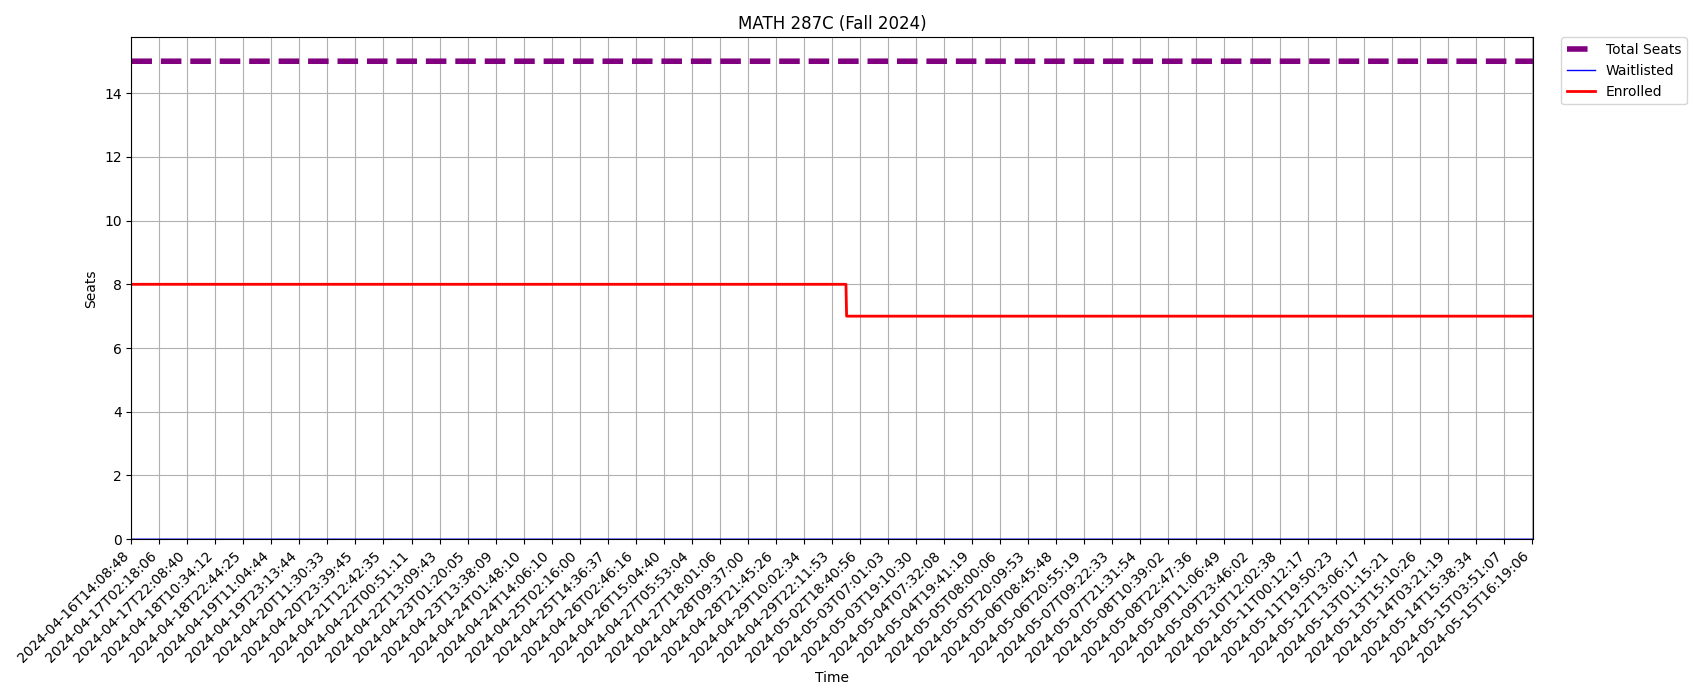 MATH 287C (Fall 2024)
Total Seats
Waitlisted
Enrolled
Seats
14
12
10
8
6
4
2
0
2024-04-16T14:08:48
2024-04-17T02:18:06
2024-04-17T22:08:40
2024-04-18T10:34:12
2024-04-18T22:44:25
2024-04-19T11:04:44
2024-04-19T23:13:44
2024-04-20T11:30:33
2024-04-20T23:39:45
2024-04-21T12:42:35
2024-04-22T00:51:11
2024-04-22T13:09:43
2024-04-23T01:20:05
2024-04-23T13:38:09
2024-04-24T01:48:10
2024-04-24T14:06:10
2024-04-25T02:16:00
2024-04-25T14:36:37
2024-04-26T02:46:16
2024-04-26T15:04:40
2024-04-27T05:53:04
2024-04-27T18:01:06
2024-04-28T09:37:00
2024-04-28T21:45:26
2024-04-29T10:02:34
2024-04-29T22:11:53
2024-05-02T18:40:56
2024-05-03T07:01:03
2024-05-03T19:10:30
2024-05-04T07:32:08
2024-05-04T19:41:19
2024-05-05T08:00:06
2024-05-05T20:09:53
2024-05-06T08:45:48
2024-05-06T20:55:19
2024-05-07T09:22:33
2024-05-07T21:31:54
2024-05-08T10:39:02
2024-05-08T22:47:36
2024-05-09T11:06:49
2024-05-09T23:46:02
2024-05-10T12:02:38
2024-05-11T00:12:17
2024-05-11T19:50:23
2024-05-12T13:06:17
2024-05-13T01:15:21
2024-05-13T15:10:26
2024-05-14T03:21:19
2024-05-14T15:38:34
2024-05-15T03:51:07
2024-05-15T16:19:06
Time